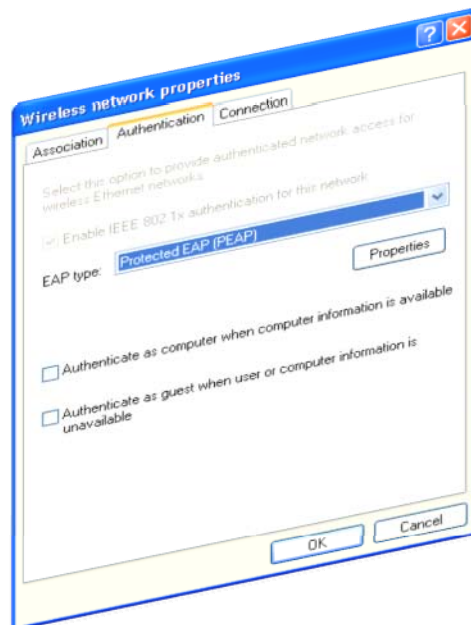 Wireless network properties
Association
Authentication
Connection
Select this option to provide authenticated network access for
wireless Ethernet networks.
Enable IEEE 802.1x authentication for this network
EAP type:
Protected EAP (PEAP)
Properties
Authenticate as computer when computer information is available
Authenticate as guest when user or computer information is
unavailable
OK
Cancel